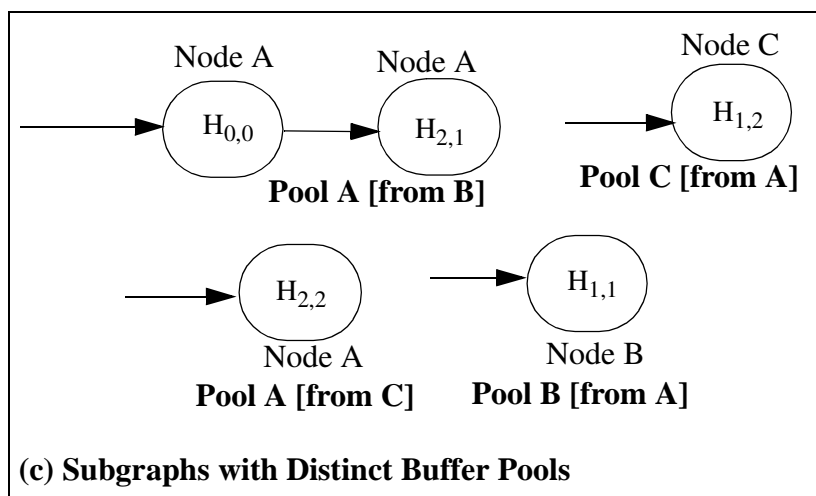 Node A
Node A
Node C
H0,0
H2,1
H1,2
Pool A [from B]
Pool C [from A]
H2,2
H1,1
Node A
Node B
Pool A [from C]
Pool B [from A]
(c) Subgraphs with Distinct Buffer Pools